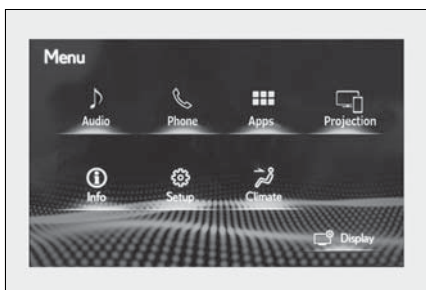 Menu
Audio Phone Apps Projection
Info Setup Climate
Display